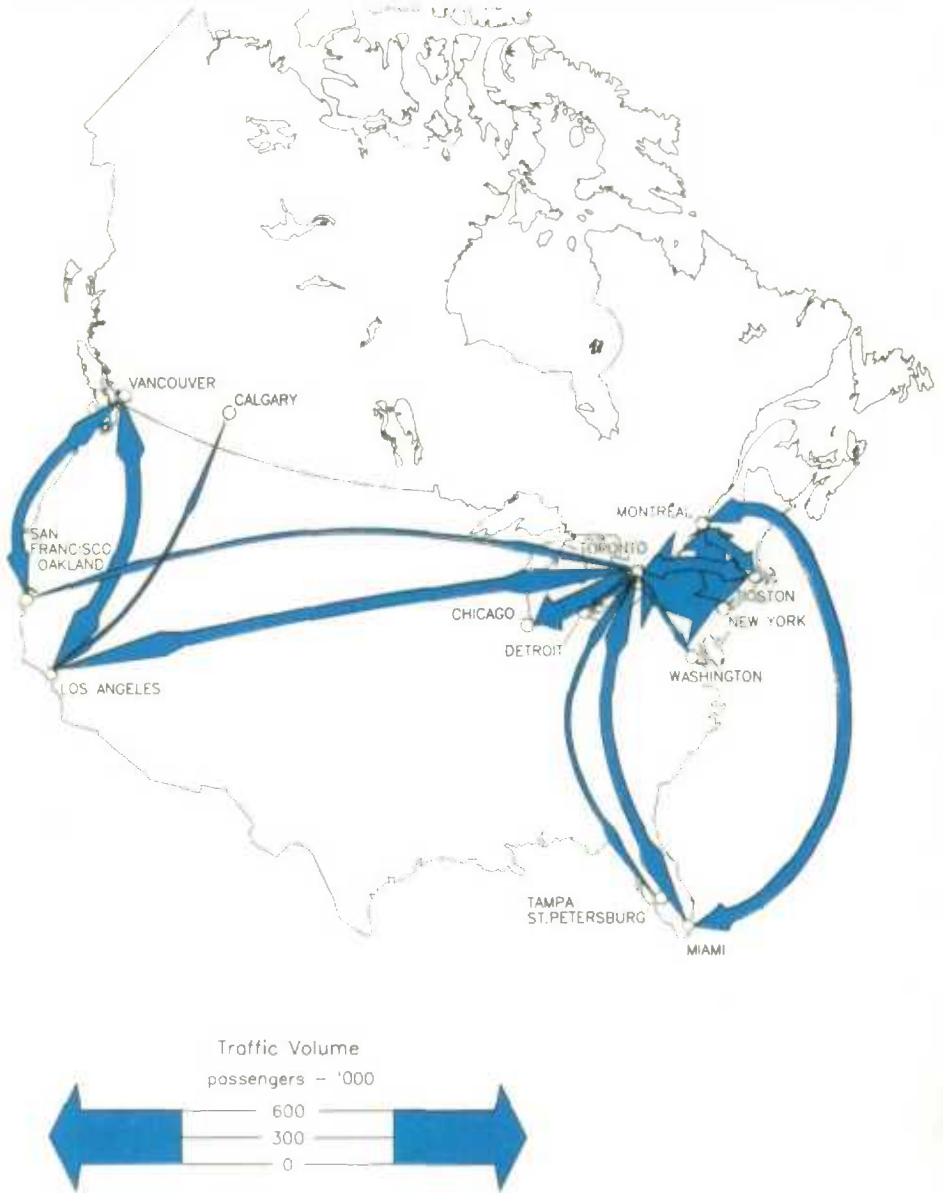 VANCOUVER
CALGARY
MONTRÉAL
SAN
FRANCISCO
OAKLAND
TORONTO
BOSTON
CHICAGO
NEW YORK
DETROIT
WASHINGTON
LOS ANGELES
TAMPA
ST.PETERSBURG
MIAMI
Traffic Volume
passengers – '000
600
300
0